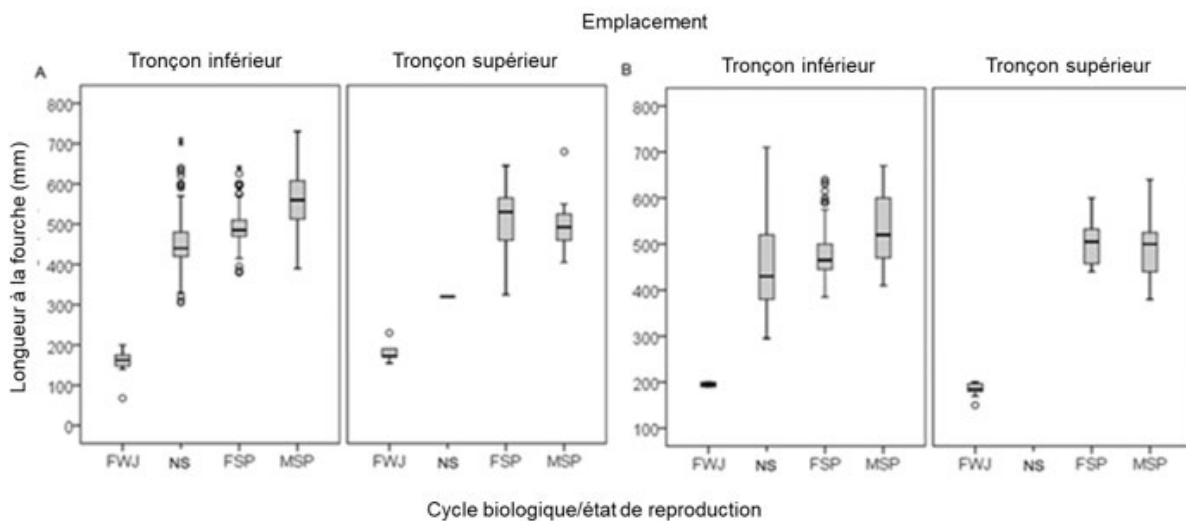 Emplacement
A
Tronçon inférieur
Tronçon supérieur
B
Tronçon inférieur
Tronçon supérieur
Longueur à la fourche (mm)
800
700
600
500
400
300
200
100
0
800
700
600
500
400
300
200
100
FWJ NS FSP MSP
FWJ NS FSP MSP
FWJ NS FSP MSP
FWJ NS FSP MSP
Cycle biologique/état de reproduction